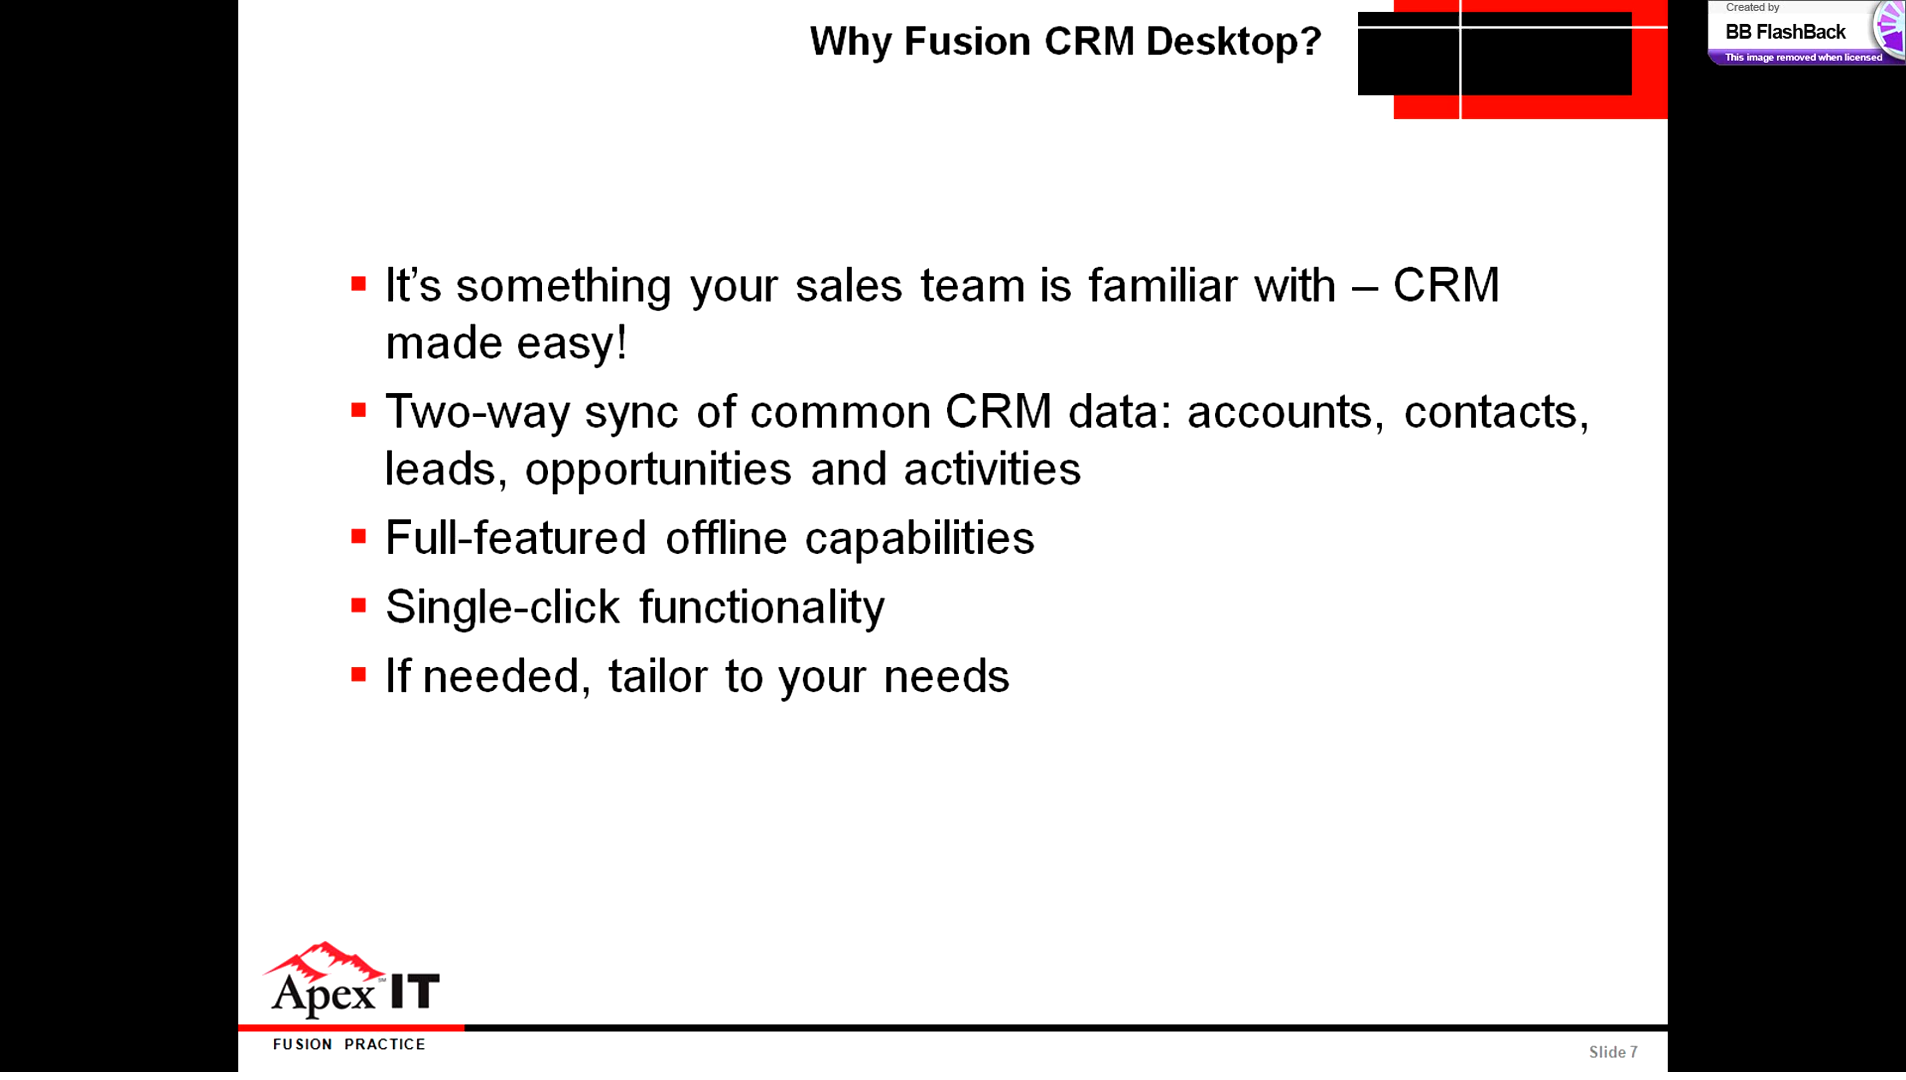 Why Fusion CRM Desktop?
Created by
BB FlashBack
This image removed when licensed
It’s something your sales team is familiar with – CRM
made easy!
Two-way sync of common CRM data: accounts, contacts,
leads, opportunities and activities
Full-featured offline capabilities
Single-click functionality
If needed, tailor to your needs
Apex℠ IT
FUSION PRACTICE
Slide 7